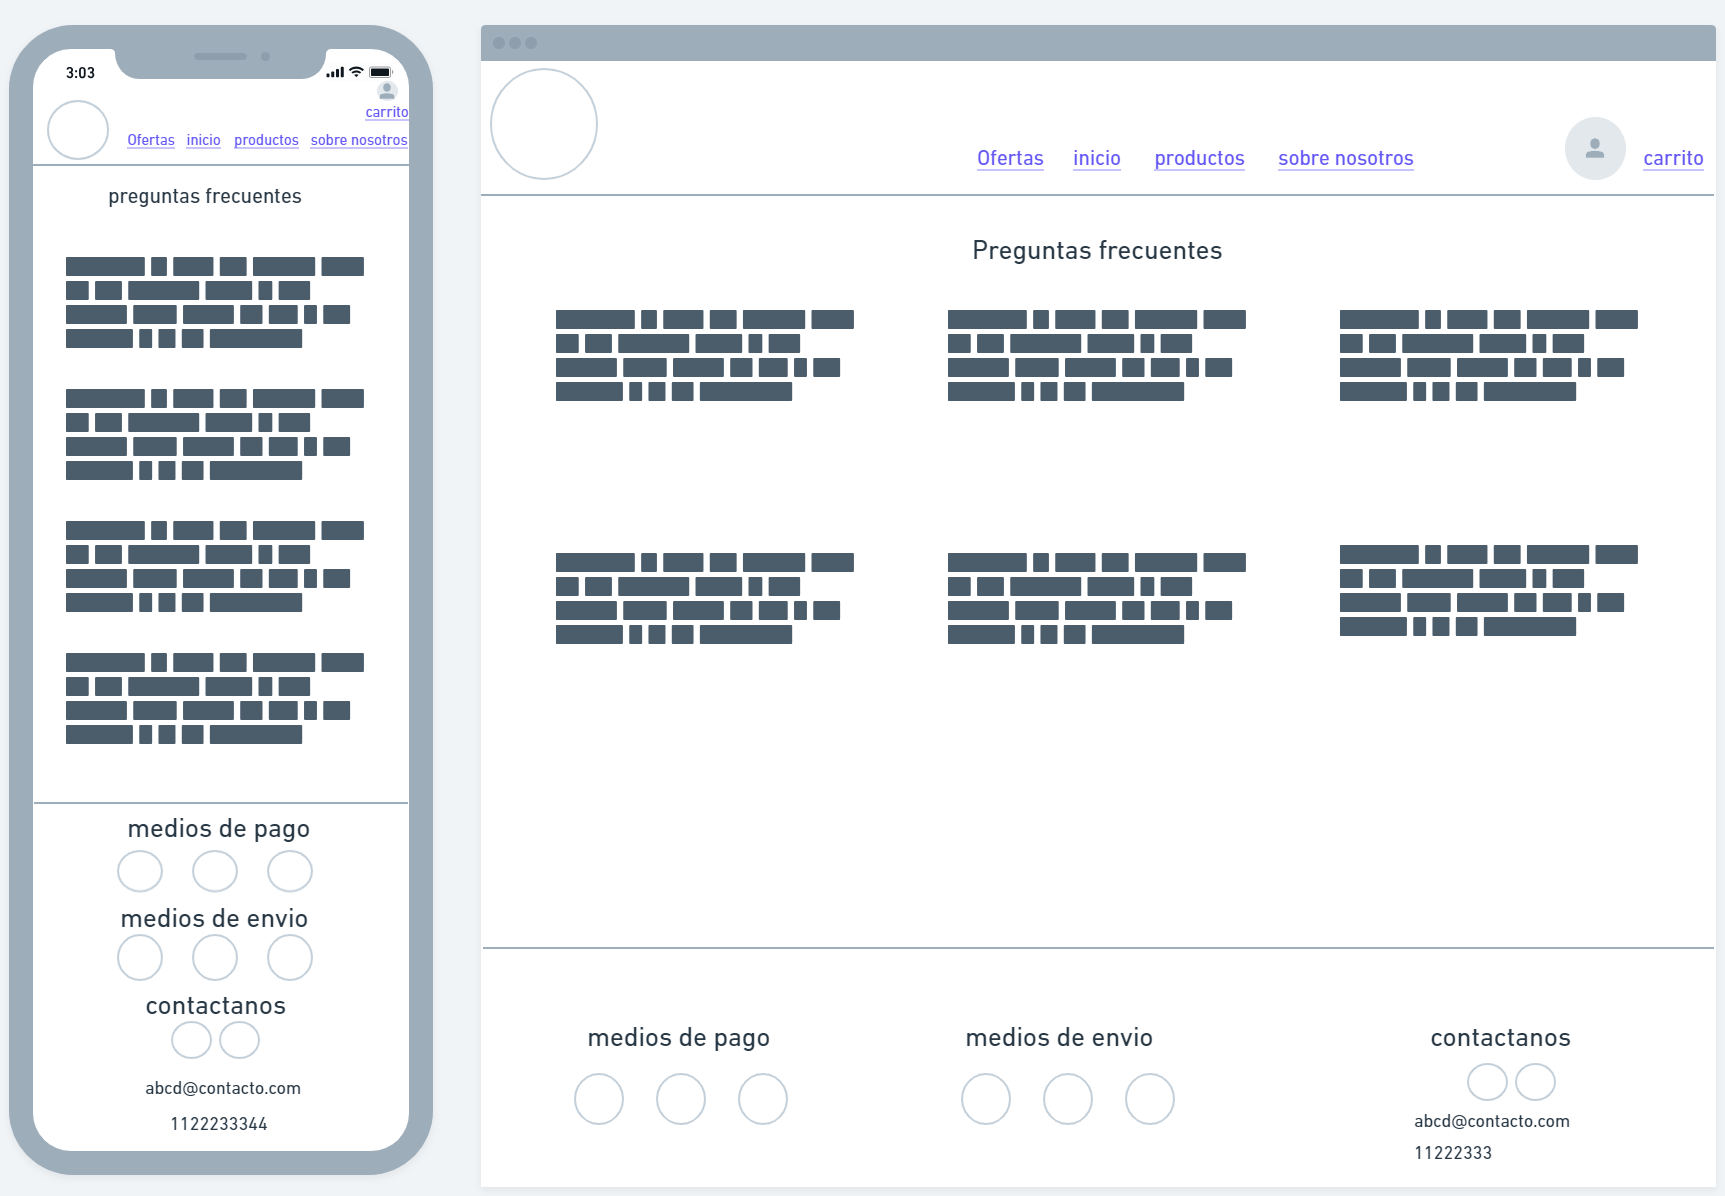 3:03
carrito
Ofertas inicio productos sobre nosotros
preguntas frecuentes
medios de pago
medios de envio
contactanos
abcd@contacto.com
1122233344
Ofertas inicio productos sobre nosotros carrito
Preguntas frecuentes
medios de pago medios de envio contactanos
abcd@contacto.com
11222333